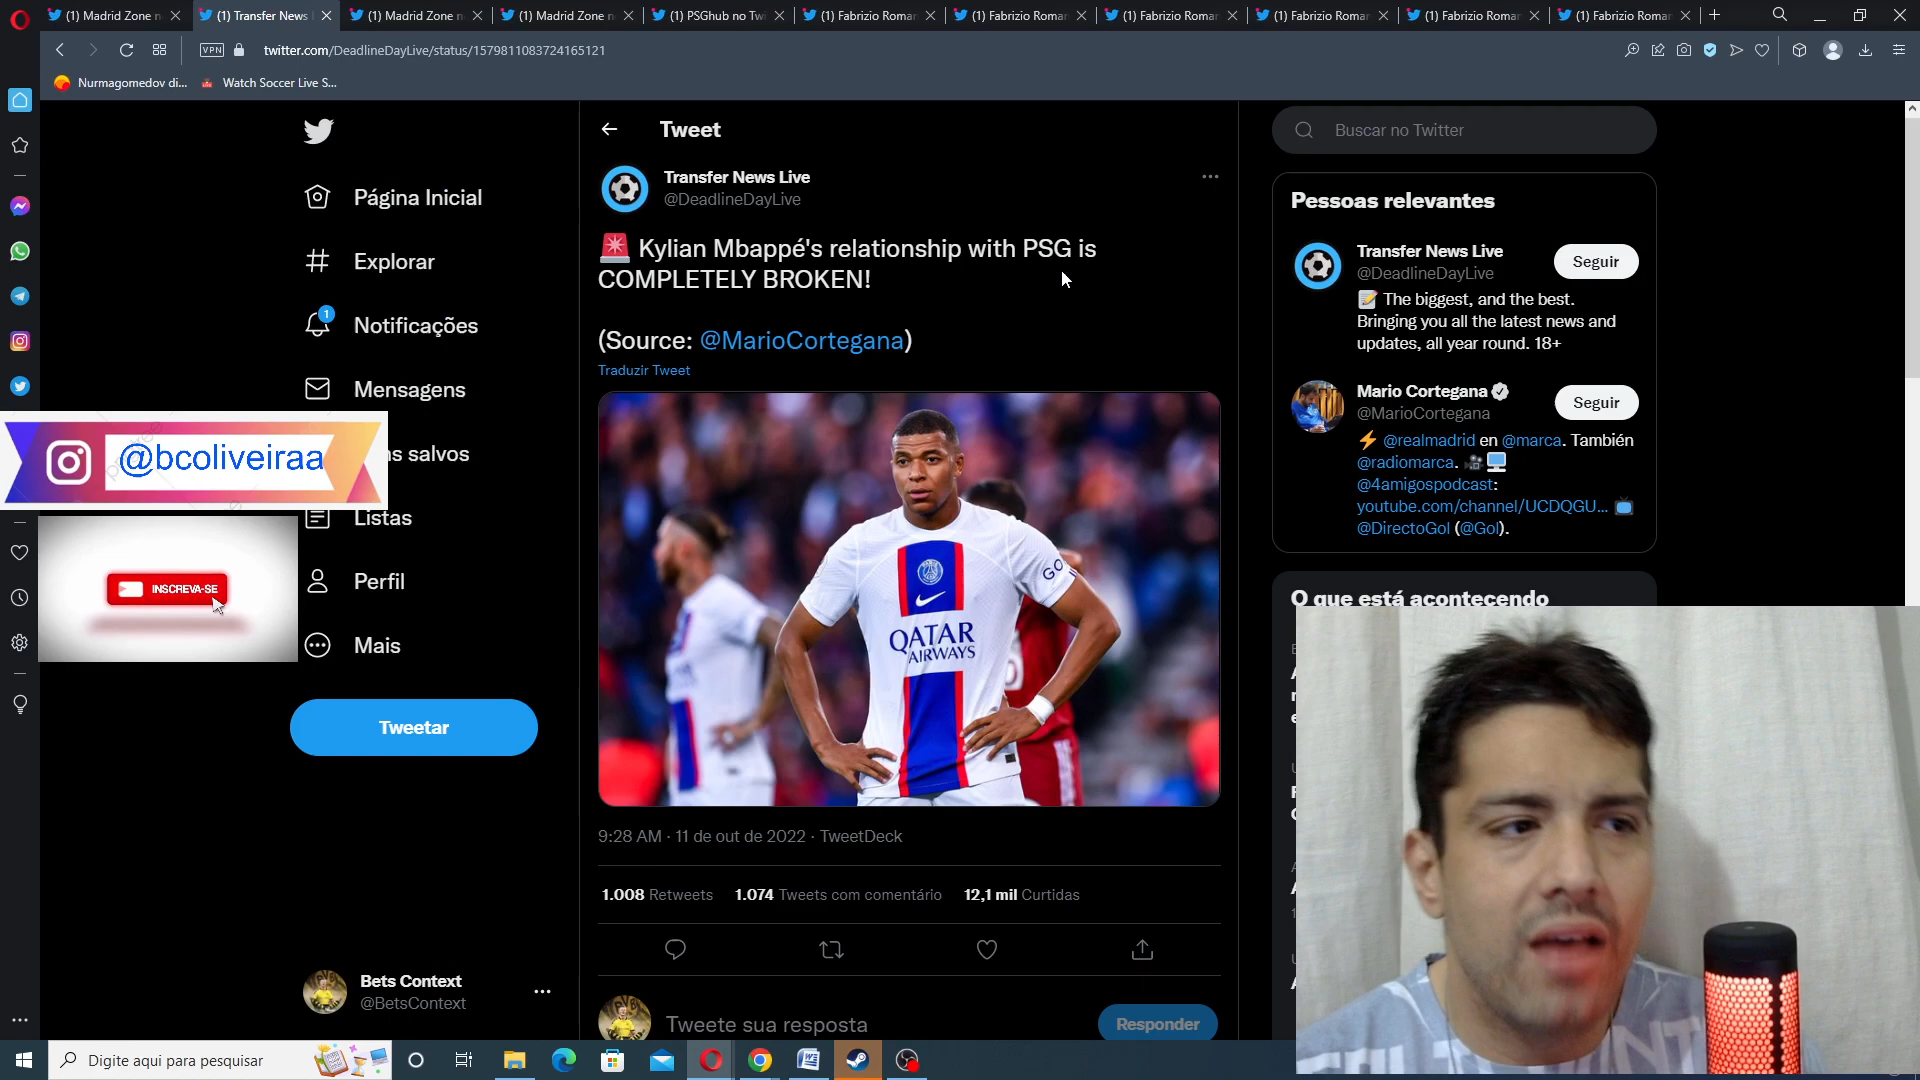 (1) Madrid Zone n
(1) Transfer News
(1) Madrid Zone n
(1) Madrid Zone n
(1) PSGhub no Twi
(1) Fabrizio Roman
(1) Fabrizio Roman
(1) Fabrizio Roman
(1) Fabrizio Roman
(1) Fabrizio Roman
(1) Fabrizio Roman
VPN
twitter.com/DeadlineDayLive/status/1579811083724165121
Nurmagomedov di...
Watch Soccer Live S...
Página Inicial
Explorar
1
Notificações
Mensagens
ns salvos
Listas
Perfil
Mais
Tweetar
@bcoliveiraa
INSCREVA-SE
Bets Context
@BetsContext
Tweet
Transfer News Live
@DeadlineDayLive
🚨 Kylian Mbappé's relationship with PSG is
COMPLETELY BROKEN!
(Source: @MarioCortegana)
Traduzir Tweet
GO
QATAR
AIRWAYS
9:28 AM · 11 de out de 2022 · TweetDeck
1.008 Retweets 1.074 Tweets com comentário 12,1 mil Curtidas
Tweete sua resposta
Responder
Buscar no Twitter
Pessoas relevantes
Transfer News Live
@DeadlineDayLive
Seguir
📝 The biggest, and the best.
Bringing you all the latest news and
updates, all year round. 18+
Mario Cortegana
@MarioCortegana
Seguir
⚡ @realmadrid en @marca. También
@radiomarca. 🎥🖥️
@4amigospodcast:
youtube.com/channel/UCDQGU... 📺
@DirectoGol (@Gol).
O que está acontecendo
Digite aqui para pesquisar